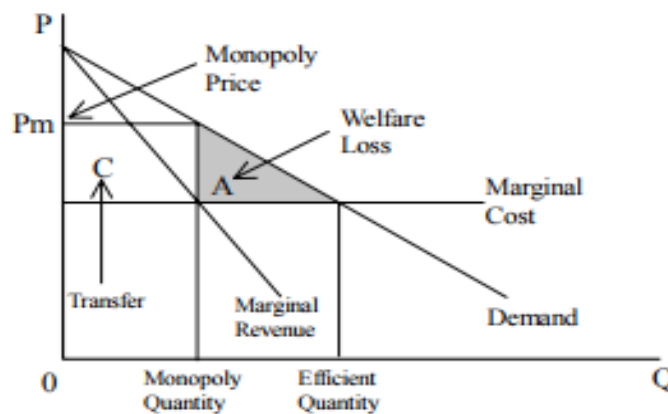 P
Monopoly
Price
Pm
Welfare
Loss
C
A
Marginal
Cost
Transfer
Marginal
Revenue
Demand
0
Monopoly
Quantity
Efficient
Quantity
Q